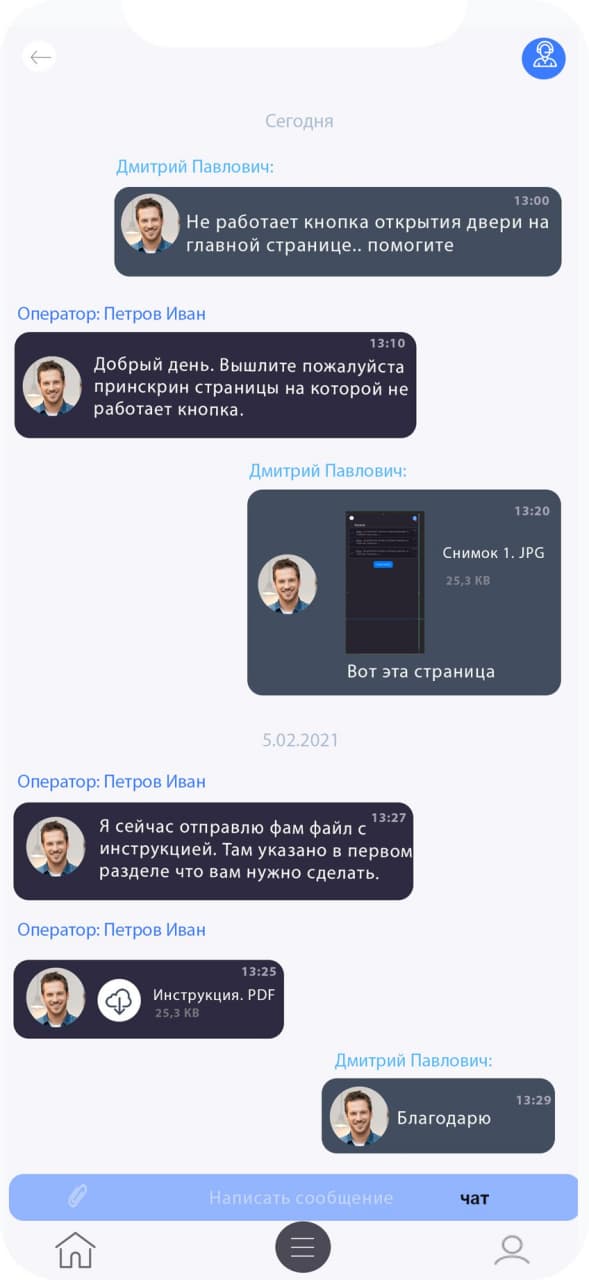 Сегодня
Дмитрий Павлович:
13:00
Не работает кнопка открытия двери на
главной странице.. помогите
Оператор: Петров Иван
13:10
Добрый день. Вышлите пожалуйста
принскрин страницы на которой не
работает кнопка.
Дмитрий Павлович:
13:20
Снимок 1. JPG
25,3 КВ
Вот эта страница
5.02.2021
Оператор: Петров Иван
13:27
Я сейчас отправлю фам файл с
инструкцией. Там указано в первом
разделе что вам нужно сделать.
Оператор: Петров Иван
13:25
Инструкция. PDF
25,3 КВ
Дмитрий Павлович:
13:29
Благодарю
Написать сообщение
чат